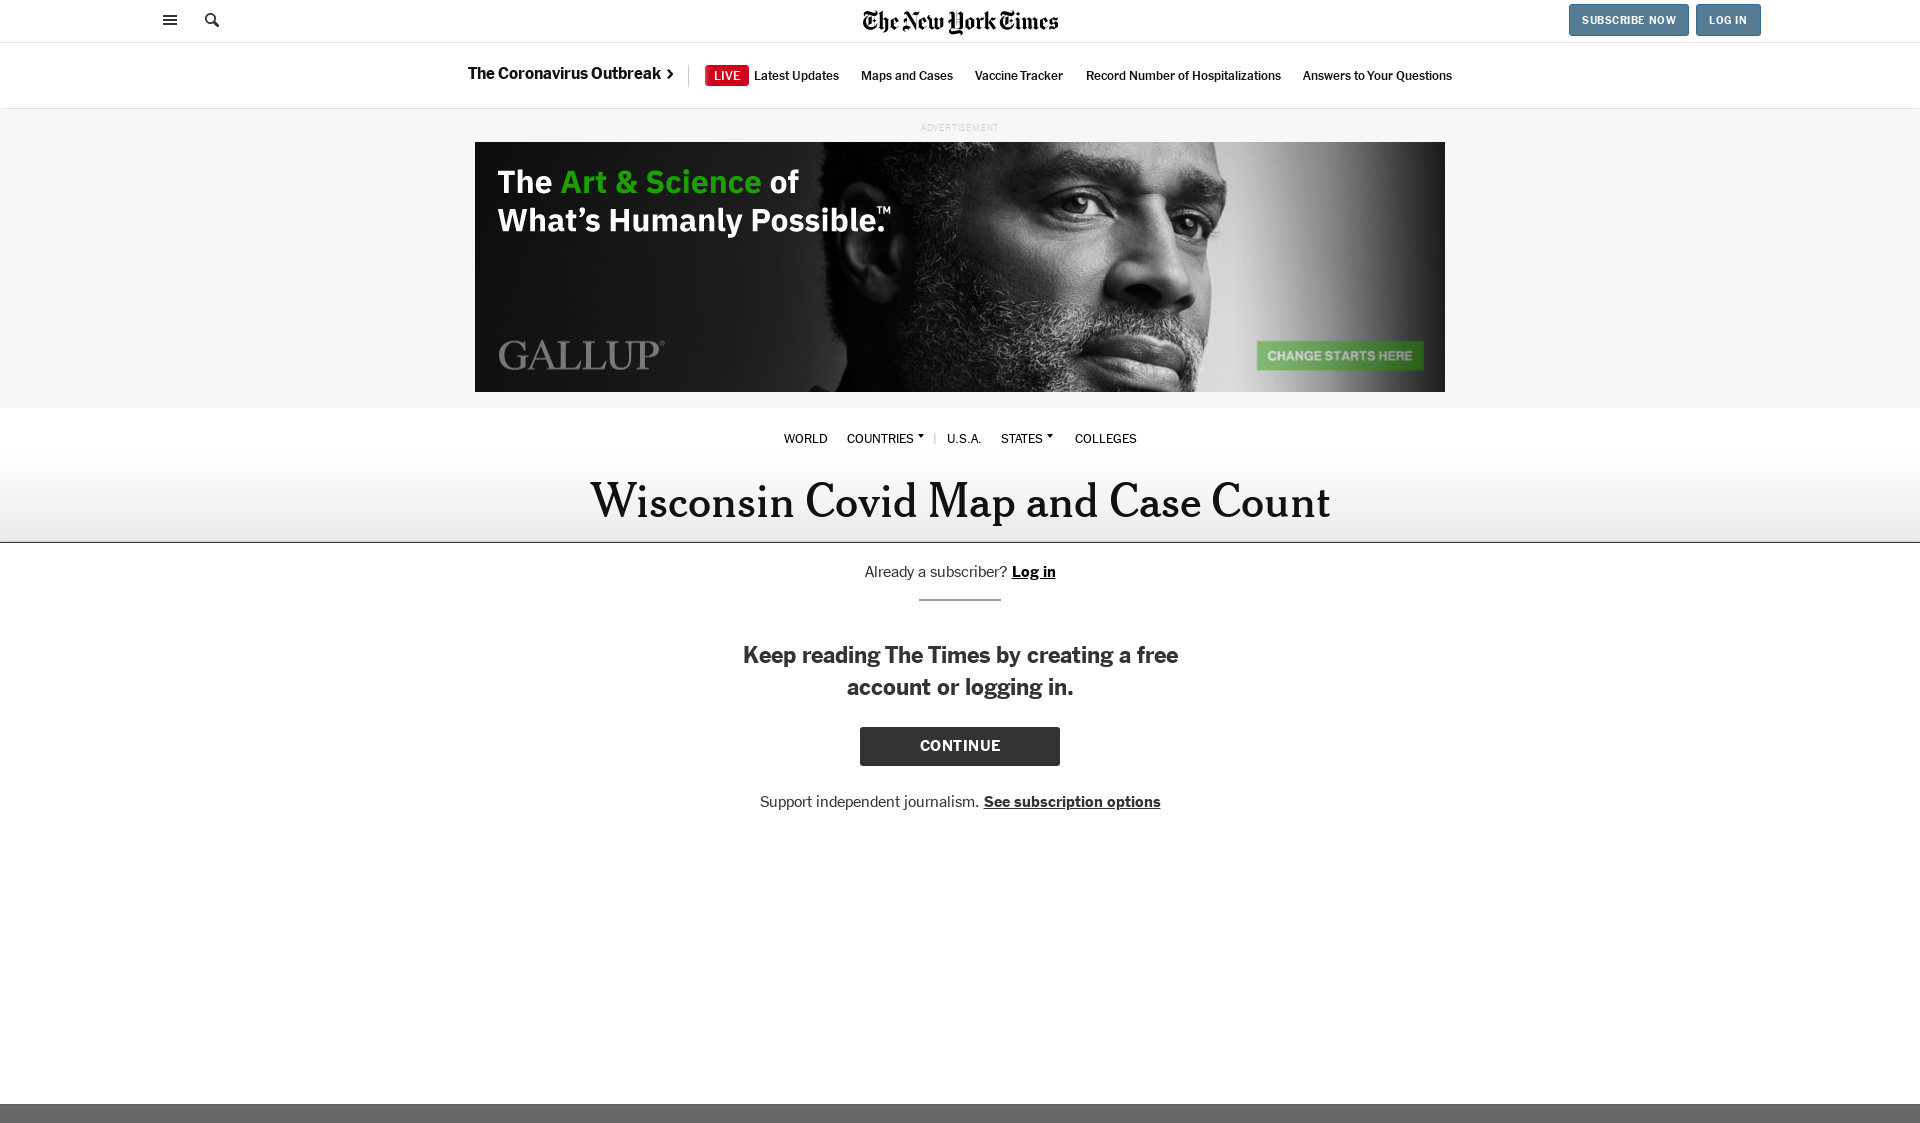 The New York Times
SUBSCRIBE NOW
LOG IN
The Coronavirus Outbreak
LIVE Latest Updates
Maps and Cases
Vaccine Tracker
Record Number of Hospitalizations
Answers to Your Questions
ADVERTISEMENT
The Art & Science of
What's Humanly Possible.™
GALLUP®
CHANGE STARTS HERE
WORLD
COUNTRIES
U.S.A.
STATES
COLLEGES
Wisconsin Covid Map and Case Count
Already a subscriber? Log in
Keep reading The Times by creating a free
account or logging in.
CONTINUE
Support independent journalism. See subscription options